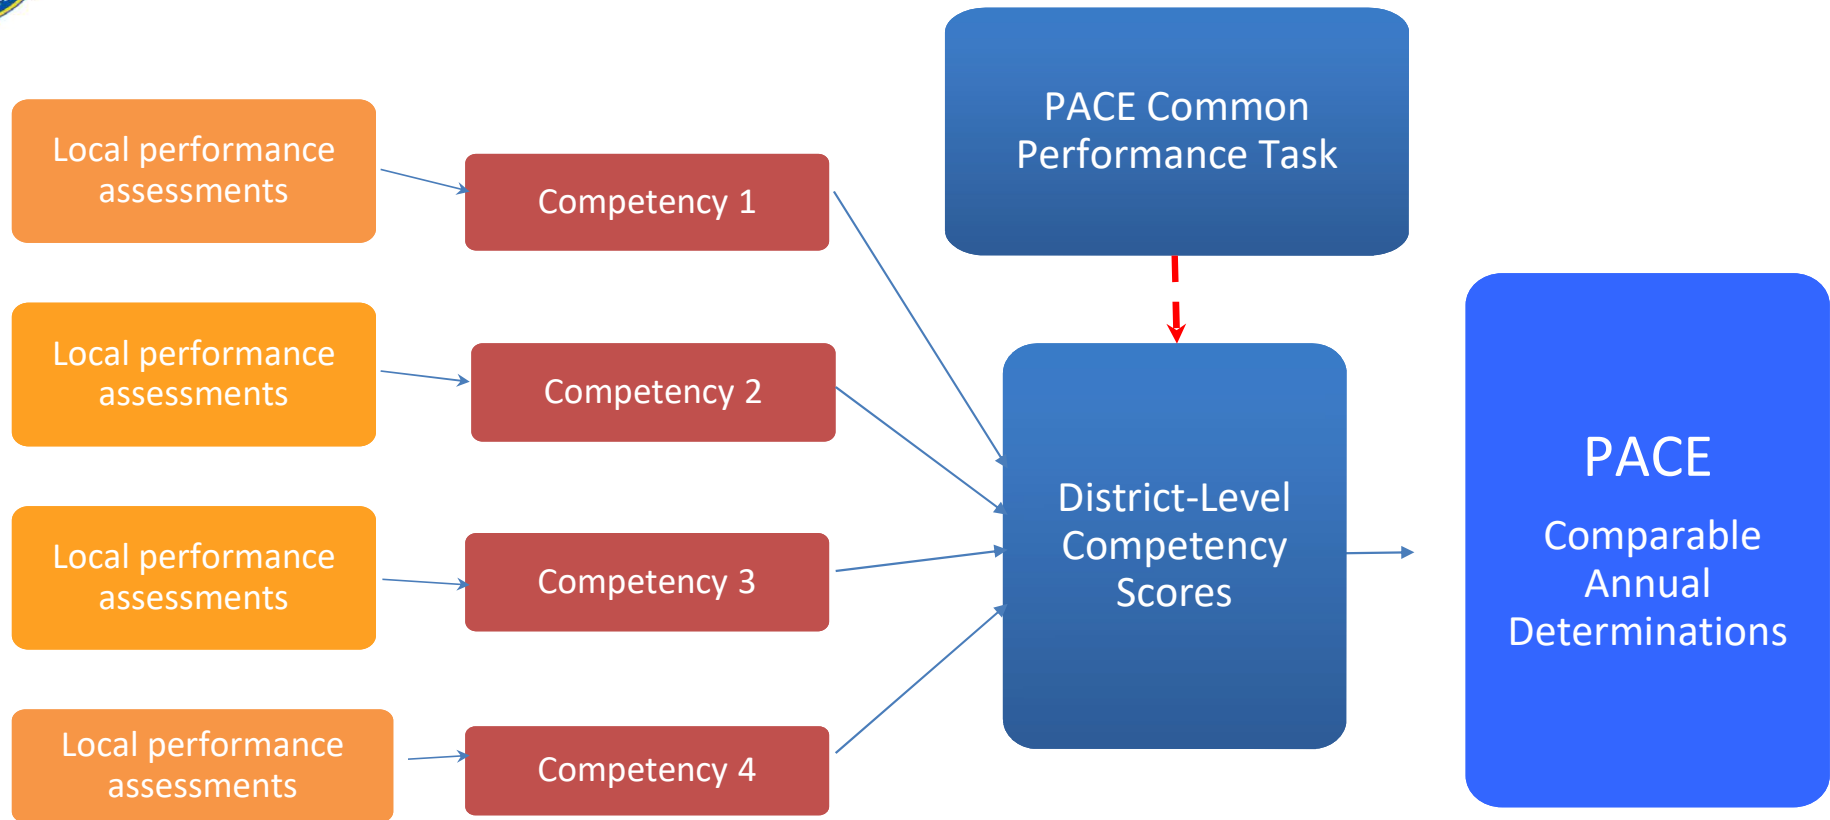 PACE Common
Performance Task
Local performance
assessments
Competency 1
Local performance
assessments
Competency 2
Local performance
assessments
Competency 3
Local performance
assessments
Competency 4
District-Level
Competency
Scores
PACE
Comparable
Annual
Determinations